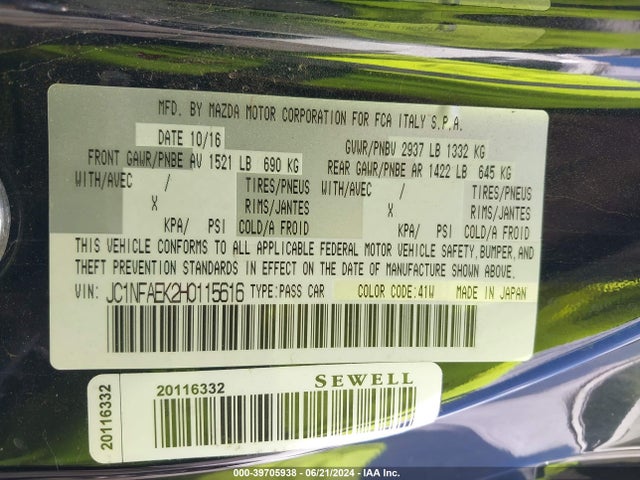 MFD. BY MAZDA MOTOR CORPORATION FOR FCA ITALY S.P.A.
DATE 10/16 GVWR/PNBV 2937 LB 1332 KG
FRONT GAWR/PNBE AV 1521 LB 690 KG REAR GAWR/PNBE AR 1422 LB 645 KG
WITH/AVEC / TIRES/PNEUS WITH/AVEC / TIRES/PNEUS
X RIMS/JANTES X RIMS/JANTES
KPA/ PSI COLD/A FROID KPA/ PSI COLD/A FROID
THIS VEHICLE CONFORMS TO ALL APPLICABLE FEDERAL MOTOR VEHICLE SAFETY, BUMPER, AND
THEFT PREVENTION STANDARDS IN EFFECT ON THE DATE OF MANUFACTURE SHOWN ABOVE.
VIN: JC1NFAEK2H0115616 TYPE:PASS CAR COLOR CODE:41W MADE IN JAPAN
20116332
20116332 SEWELL
000-39705938 - 06/21/2024 - IAA Inc.